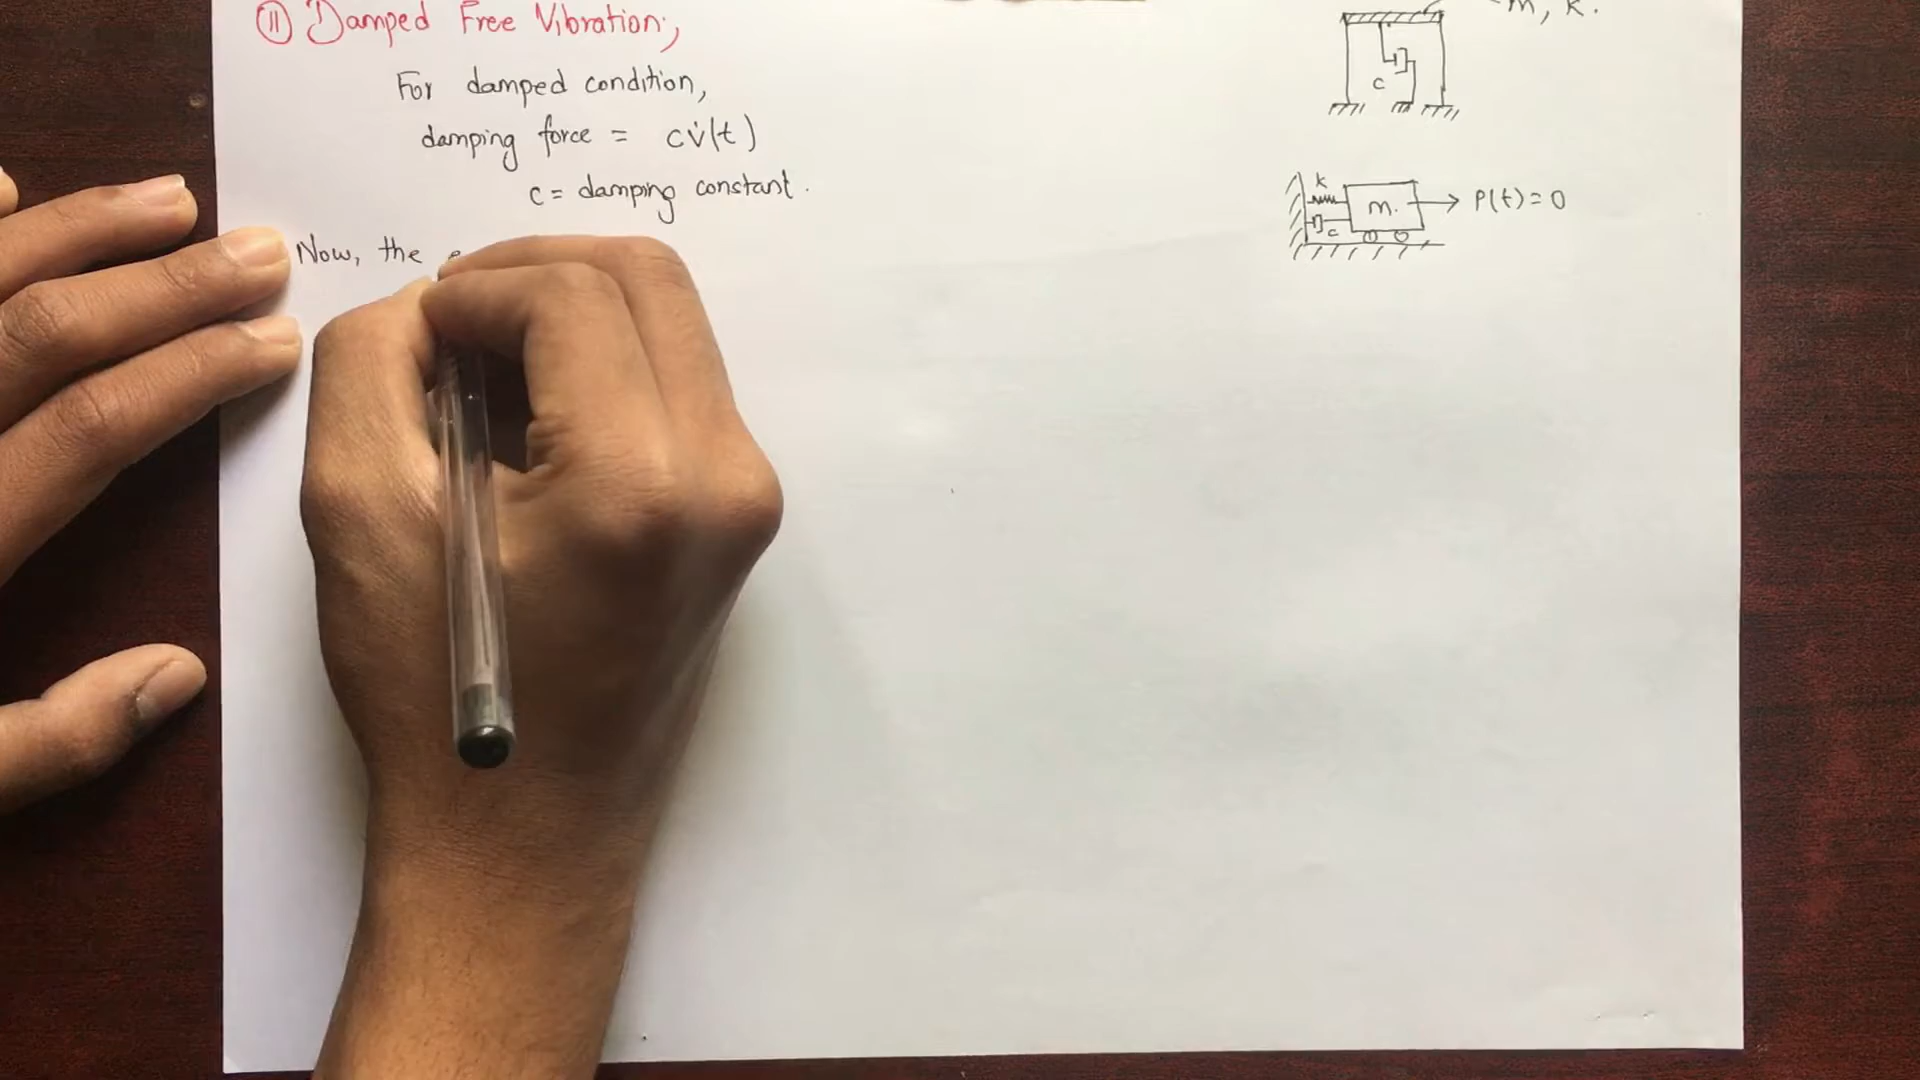 II Damped Free Vibration;
For damped condition,
damping force = cv̇(t)
c = damping constant.
Now, the
m, k.
c
k
m.
P(t) = 0
c